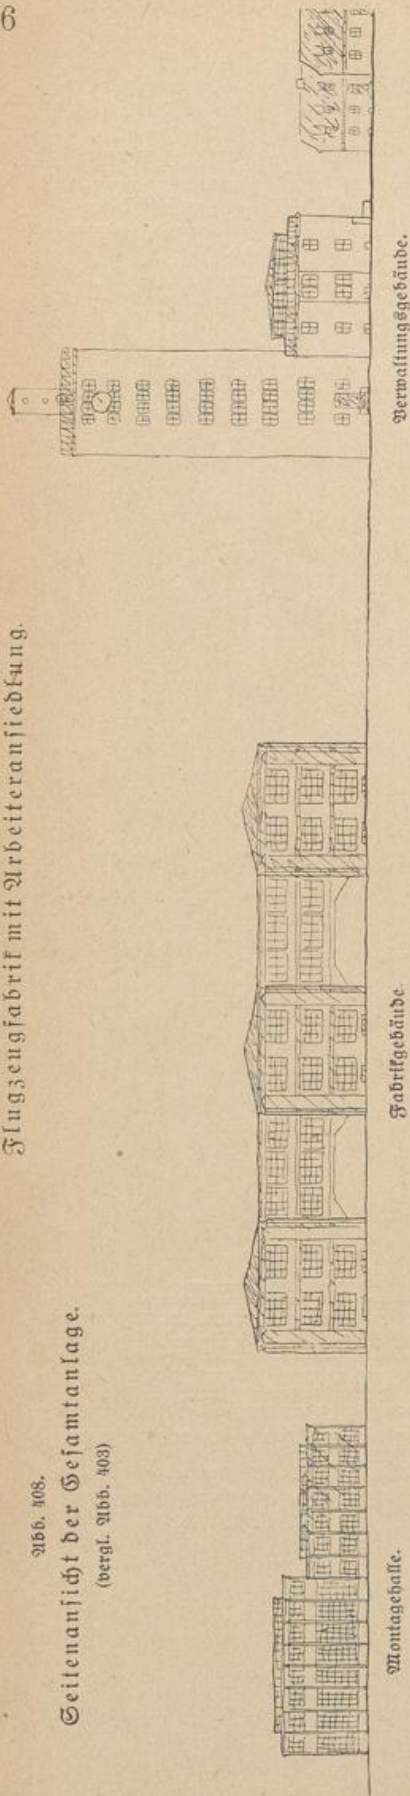 6
Flugzeugfabrik mit Arbeiteransiedlung.
Abb. 408.
Seitenansicht der Gesamtanlage.
(vergl. Abb. 403)
Montagehalle.
Fabrikgebäude.
Verwaltungsgebäude.